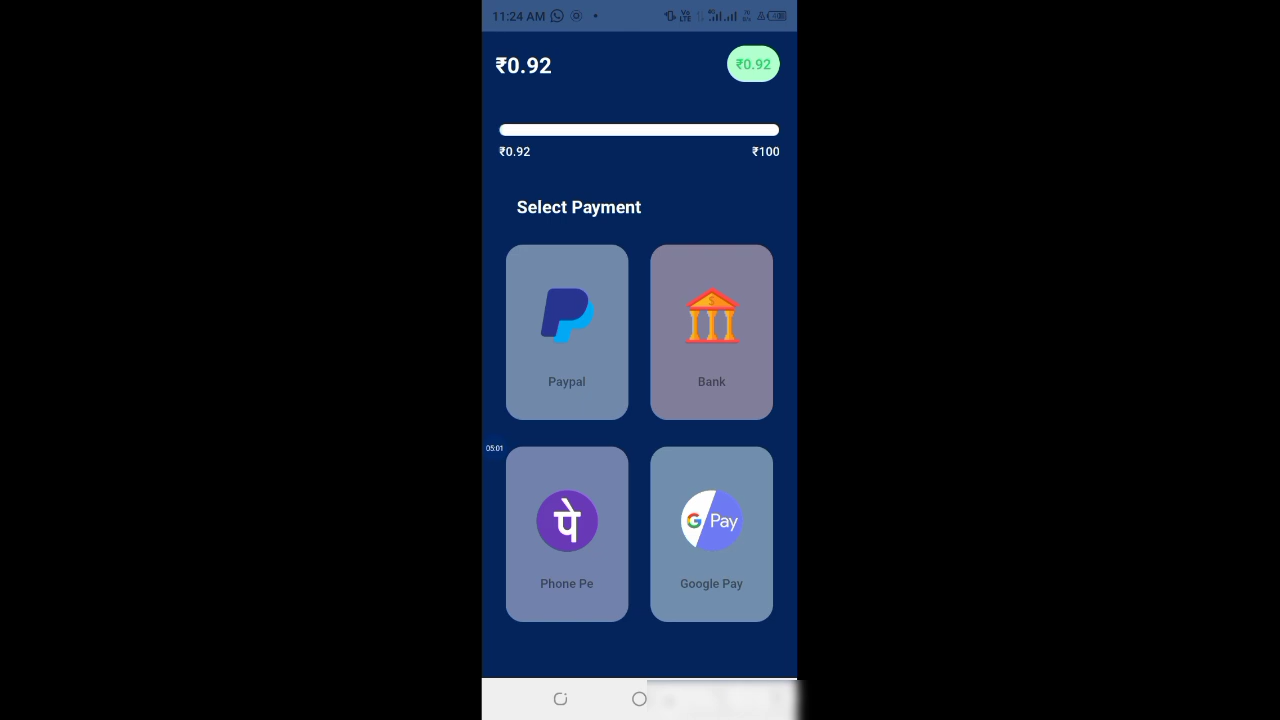 11:24 AM
₹0.92
₹0.92
₹0.92
₹100
Select Payment
Paypal
Bank
05:01
पे
G Pay
Phone Pe
Google Pay